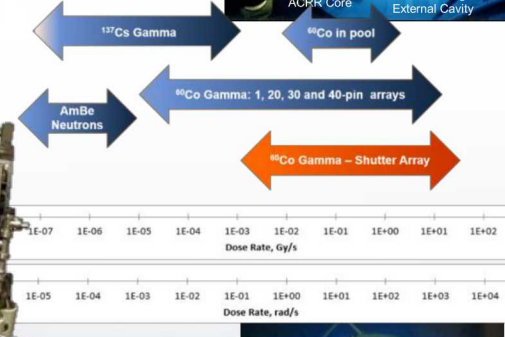 ACRR Core
External Cavity
¹³⁷Cs Gamma
⁶⁰Co in pool
⁶⁰Co Gamma: 1, 20, 30 and 40-pin arrays
AmBe
Neutrons
⁶⁰Co Gamma – Shutter Array
1E-07 1E-06 1E-05 1E-04 1E-03 1E-02 1E-01 1E+00 1E+01 1E+02
Dose Rate, Gy/s
1E-05 1E-04 1E-03 1E-02 1E-01 1E+00 1E+01 1E+02 1E+03 1E+04
Dose Rate, rad/s